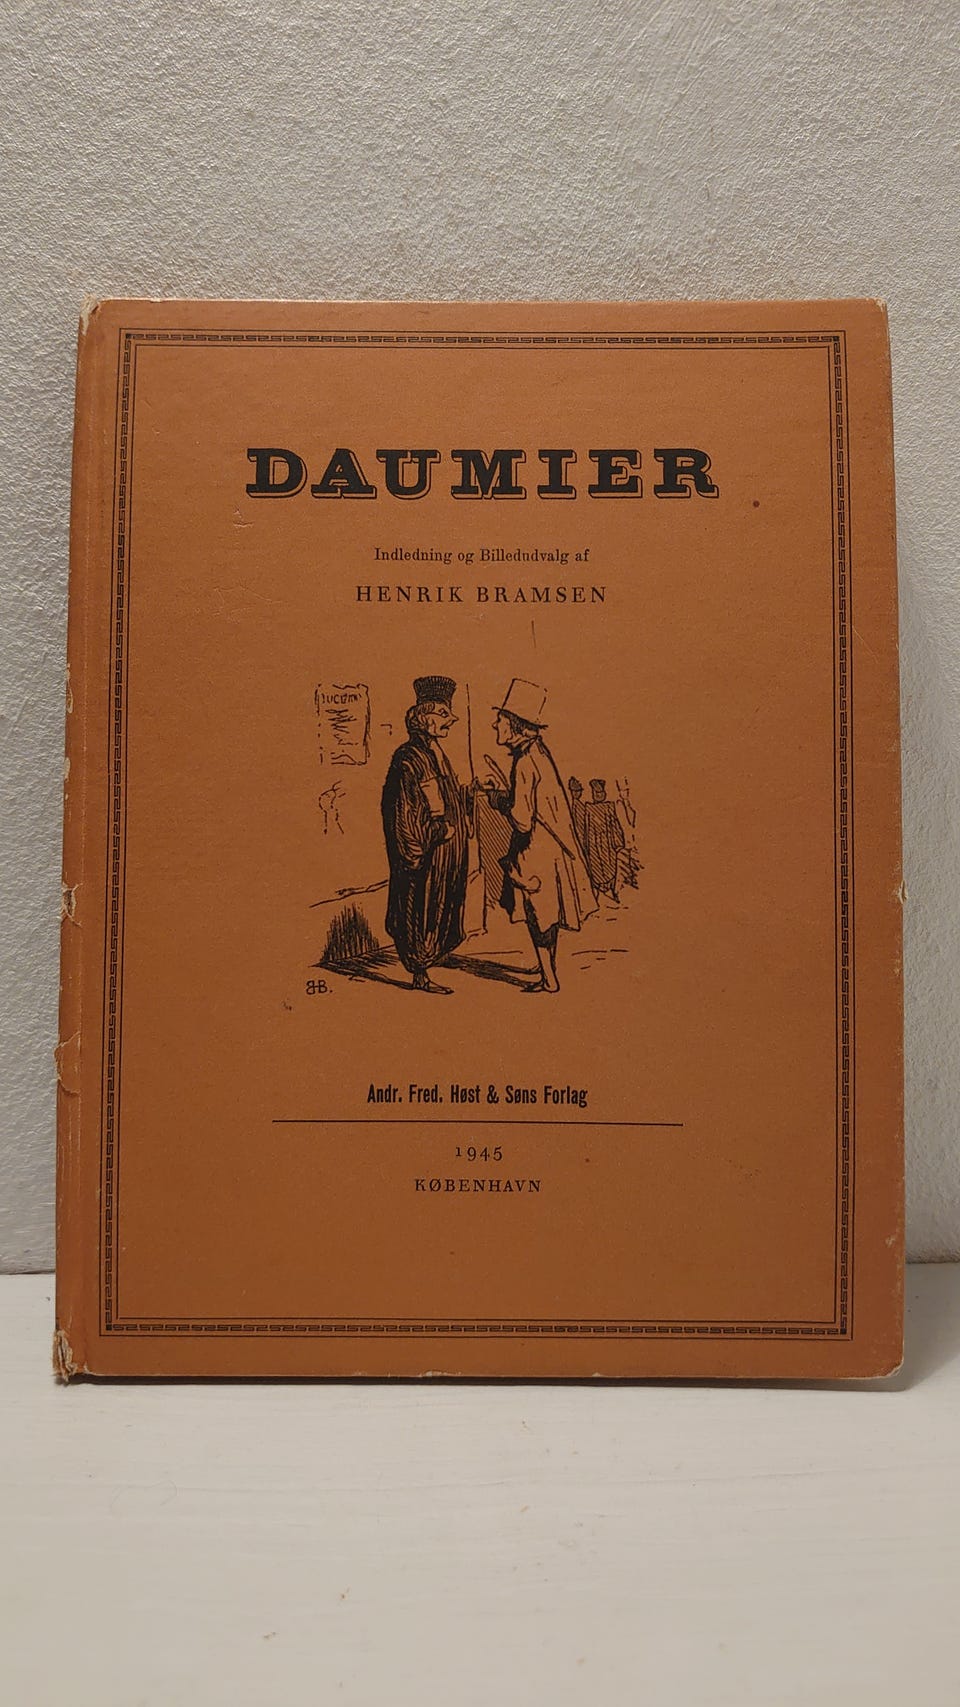 DAUMIER
Indledning og Billedudvalg af
HENRIK BRAMSEN
Andr. Fred. Høst & Søns Forlag
1945
KØBENHAVN